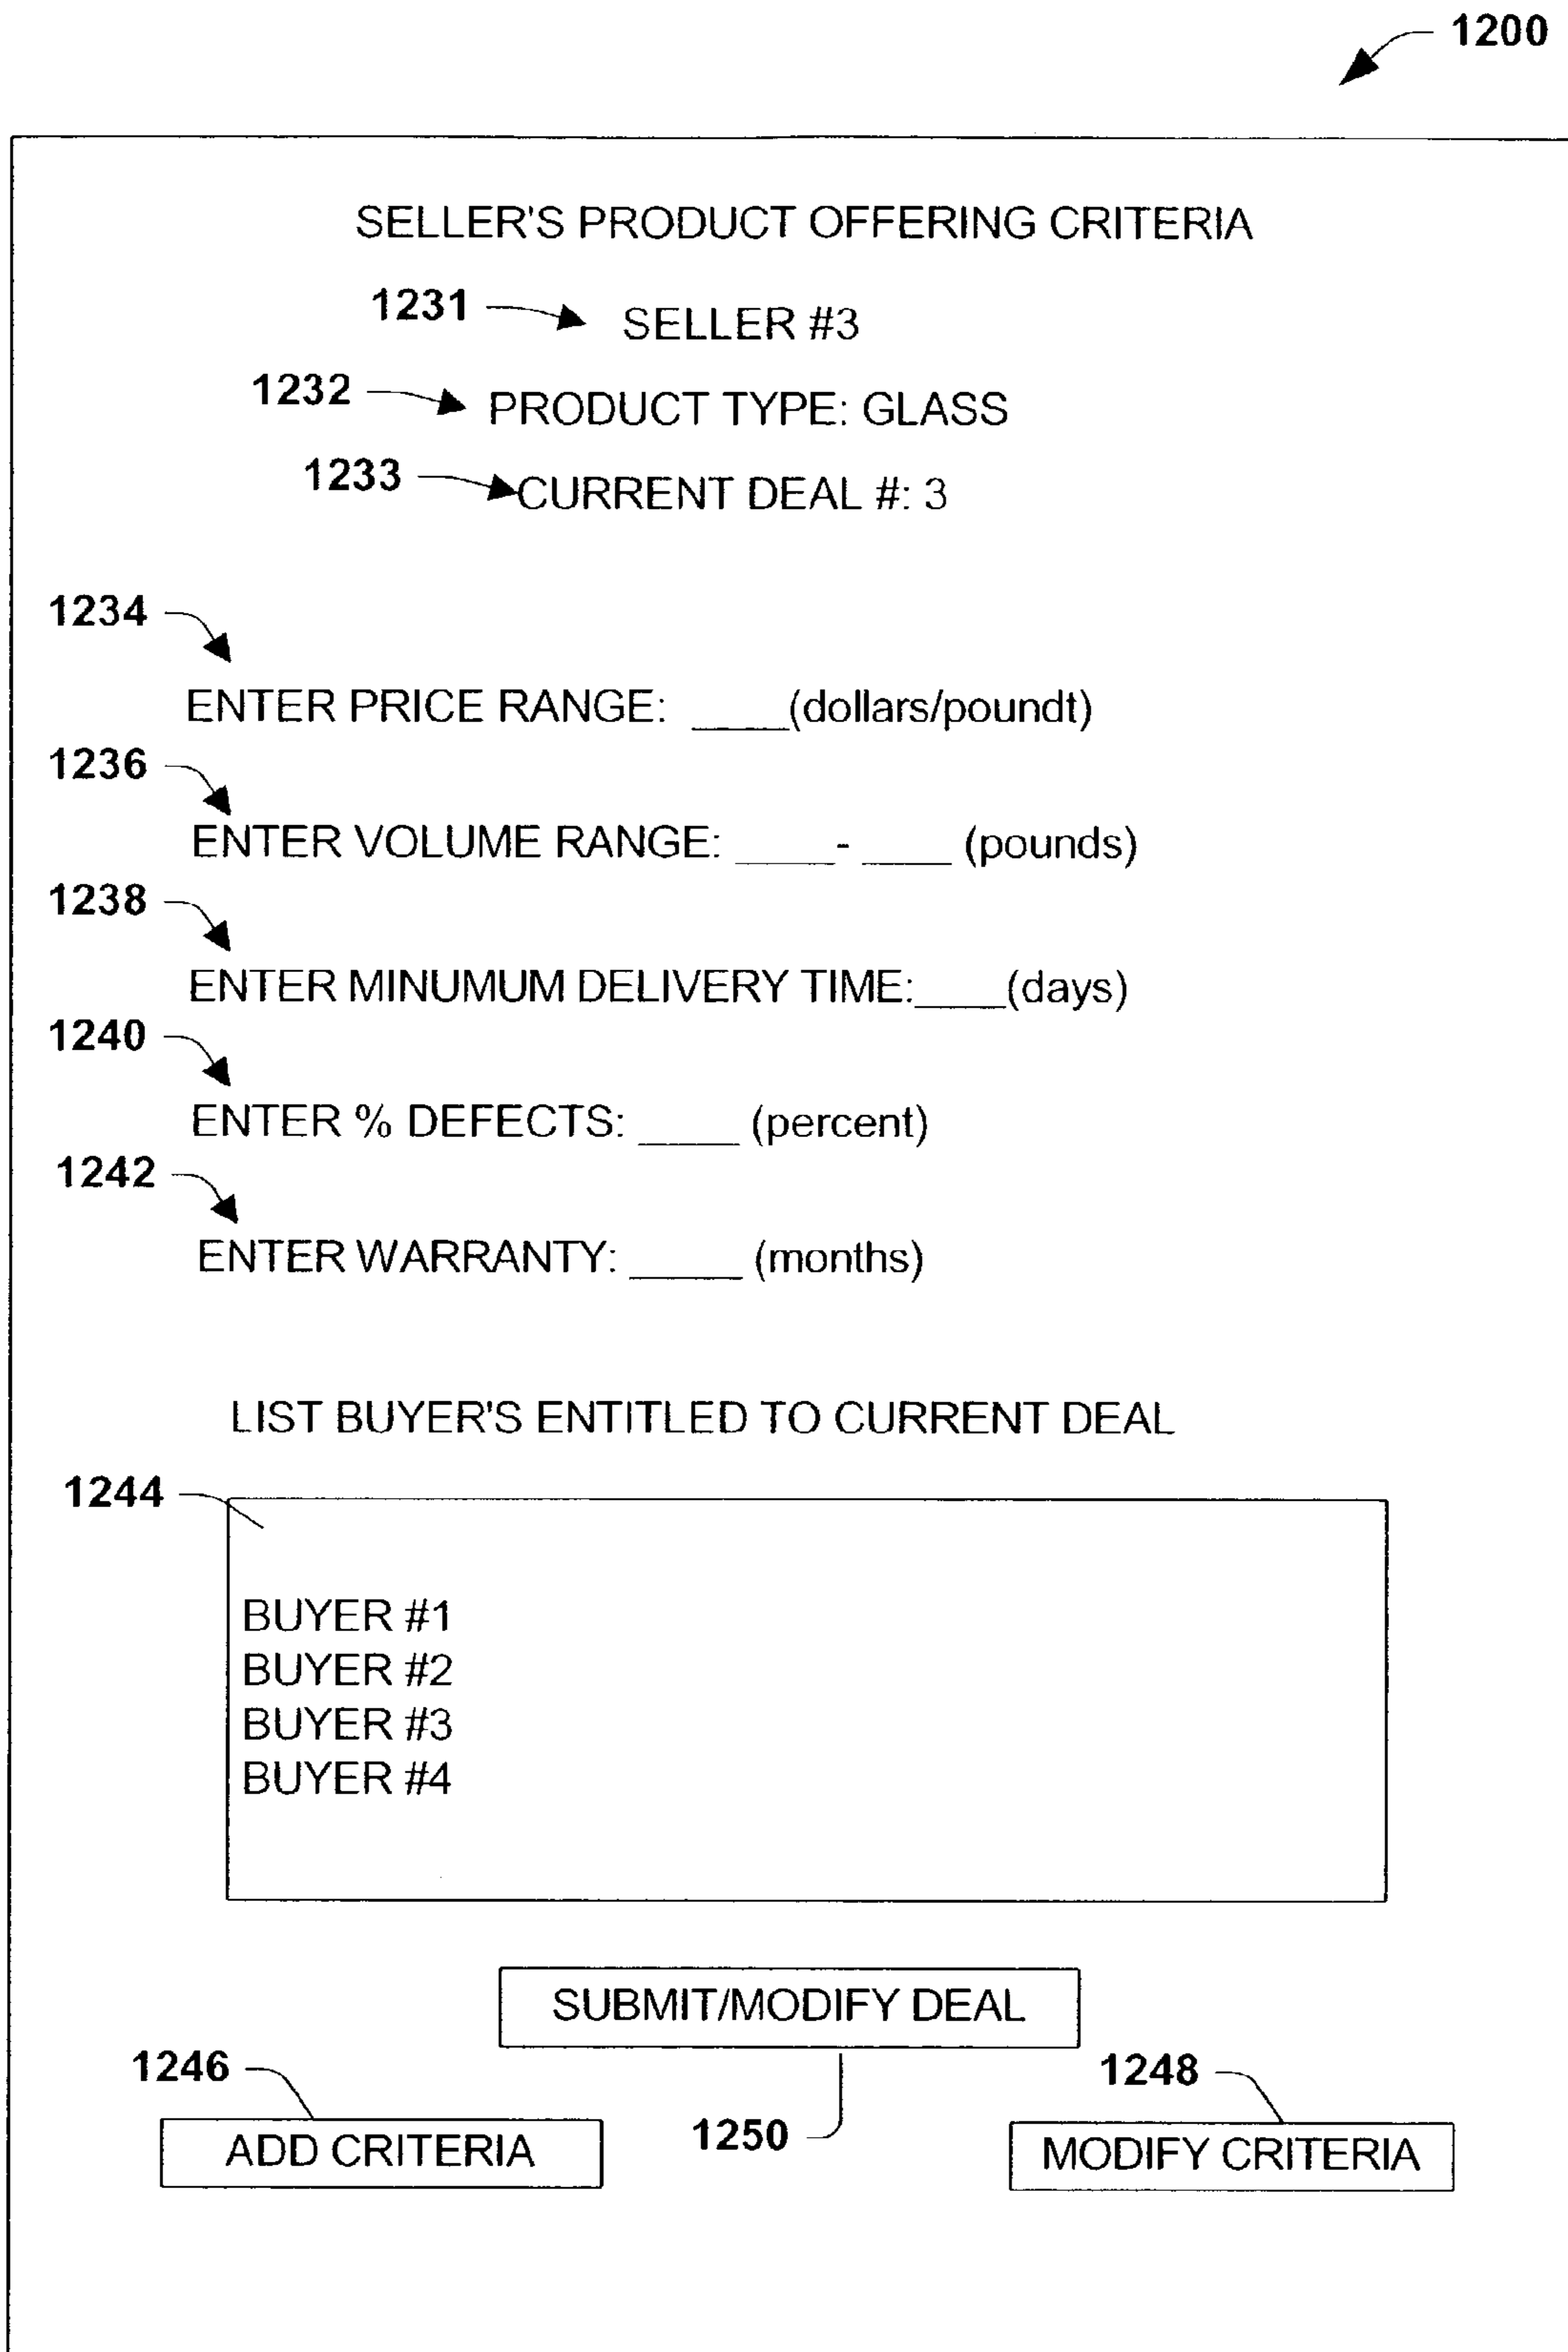 1200
SELLER'S PRODUCT OFFERING CRITERIA
1231 SELLER #3
1232 PRODUCT TYPE: GLASS
1233 CURRENT DEAL #: 3
1234
ENTER PRICE RANGE: ____(dollars/poundt)
1236
ENTER VOLUME RANGE: ____- ____ (pounds)
1238
ENTER MINUMUM DELIVERY TIME:____(days)
1240
ENTER % DEFECTS: ____ (percent)
1242
ENTER WARRANTY: _____ (months)
LIST BUYER'S ENTITLED TO CURRENT DEAL
1244
BUYER #1
BUYER #2
BUYER #3
BUYER #4
SUBMIT/MODIFY DEAL
1246 1248
1250
ADD CRITERIA MODIFY CRITERIA